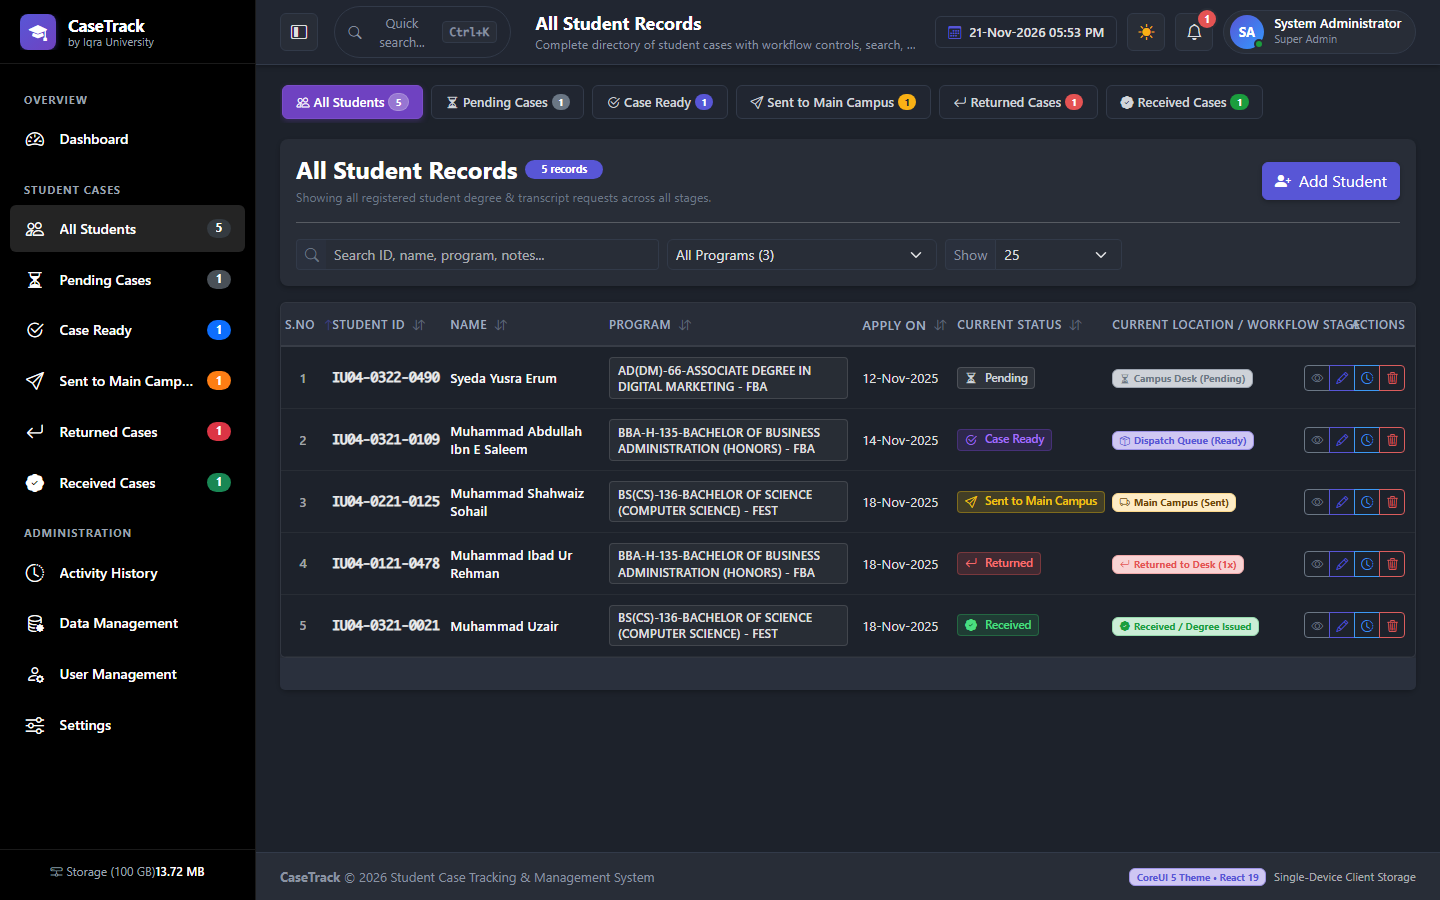 CaseTrack
by Iqra University
Quick search...
Ctrl+K
All Student Records
Complete directory of student cases with workflow controls, search, ...
21-Nov-2026 05:53 PM
1
SA
System Administrator
Super Admin
OVERVIEW
Dashboard
STUDENT CASES
All Students 5
Pending Cases 1
Case Ready 1
Sent to Main Camp... 1
Returned Cases 1
Received Cases 1
ADMINISTRATION
Activity History
Data Management
User Management
Settings
Storage (100 GB) 13.72 MB
All Students 5
Pending Cases 1
Case Ready 1
Sent to Main Campus 1
Returned Cases 1
Received Cases 1
All Student Records 5 records
Showing all registered student degree & transcript requests across all stages.
Add Student
Search ID, name, program, notes...
All Programs (3)
Show 25
S.NO STUDENT ID NAME PROGRAM APPLY ON CURRENT STATUS CURRENT LOCATION / WORKFLOW STAGE ACTIONS
1 IU04-0322-0490 Syeda Yusra Erum AD(DM)-66-ASSOCIATE DEGREE IN DIGITAL MARKETING - FBA 12-Nov-2025 Pending Campus Desk (Pending)
2 IU04-0321-0109 Muhammad Abdullah Ibn E Saleem BBA-H-135-BACHELOR OF BUSINESS ADMINISTRATION (HONORS) - FBA 14-Nov-2025 Case Ready Dispatch Queue (Ready)
3 IU04-0221-0125 Muhammad Shahwaiz Sohail BS(CS)-136-BACHELOR OF SCIENCE (COMPUTER SCIENCE) - FEST 18-Nov-2025 Sent to Main Campus Main Campus (Sent)
4 IU04-0121-0478 Muhammad Ibad Ur Rehman BBA-H-135-BACHELOR OF BUSINESS ADMINISTRATION (HONORS) - FBA 18-Nov-2025 Returned Returned to Desk (1x)
5 IU04-0321-0021 Muhammad Uzair BS(CS)-136-BACHELOR OF SCIENCE (COMPUTER SCIENCE) - FEST 18-Nov-2025 Received Received / Degree Issued
CaseTrack © 2026 Student Case Tracking & Management System
CoreUI 5 Theme • React 19
Single-Device Client Storage